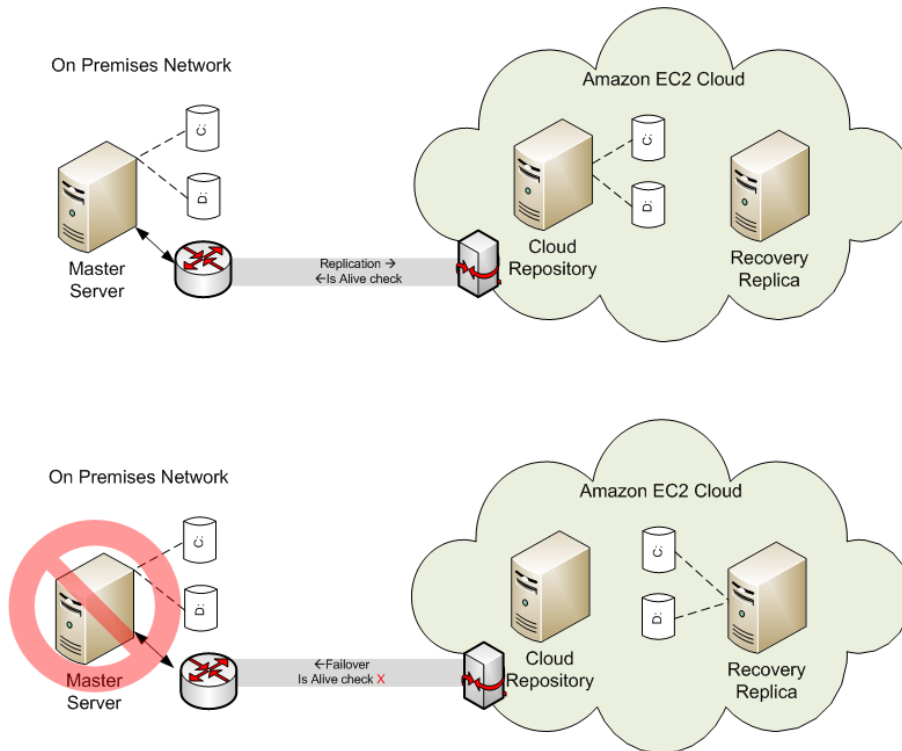 On Premises Network
Amazon EC2 Cloud
C:
D:
C:
D:
Master
Server
Replication →
←Is Alive check
Cloud
Repository
Recovery
Replica
On Premises Network
Amazon EC2 Cloud
C:
D:
C:
D:
Master
Server
←Failover
Is Alive check X
Cloud
Repository
Recovery
Replica